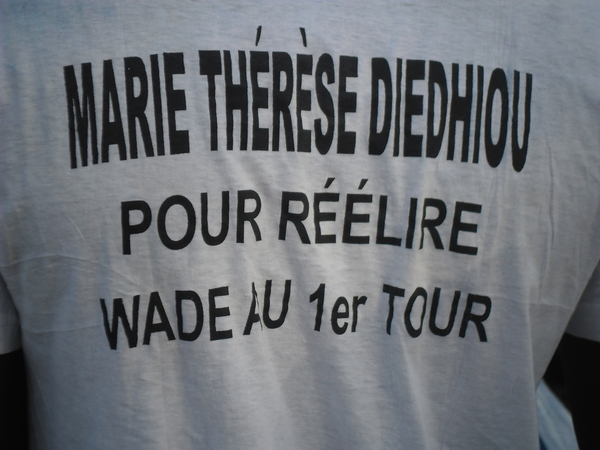 MARIE THÉRÈSE DIEDHIOU
POUR RÉÉLIRE
WADE AU 1er TOUR